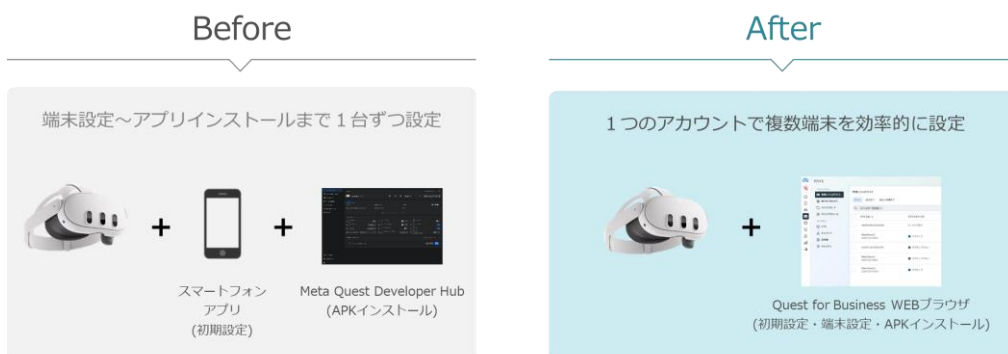 Before
After
端末設定～アプリインストールまで１台ずつ設定
１つのアカウントで複数端末を効率的に設定
+
+
+
スマートフォン
アプリ
(初期設定)
Meta Quest Developer Hub
(APKインストール)
Quest for Business WEBブラウザ
(初期設定・端末設定・APKインストール)